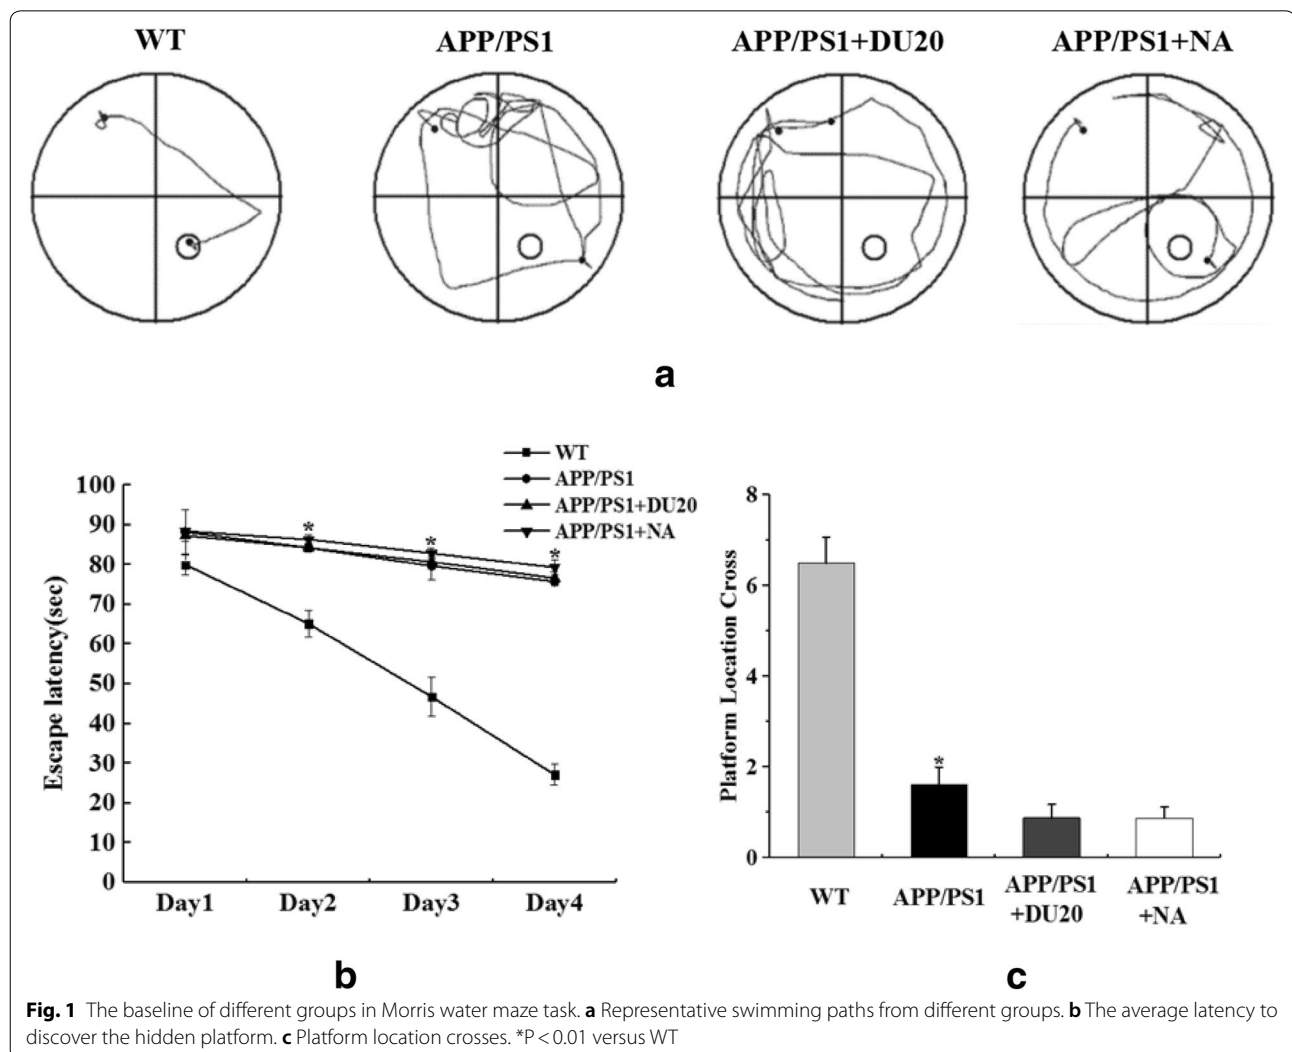 WT APP/PS1 APP/PS1+DU20 APP/PS1+NA
a
WT
APP/PS1
APP/PS1+DU20
APP/PS1+NA
Escape latency(sec)
100
90
80
70
60
50
40
30
20
10
0
* * *
Day1 Day2 Day3 Day4
b
Platform Location Cross
8
6
4
2
0
*
WT APP/PS1 APP/PS1 +DU20 APP/PS1 +NA
c
Fig. 1 The baseline of different groups in Morris water maze task. a Representative swimming paths from different groups. b The average latency to
discover the hidden platform. c Platform location crosses. *P < 0.01 versus WT